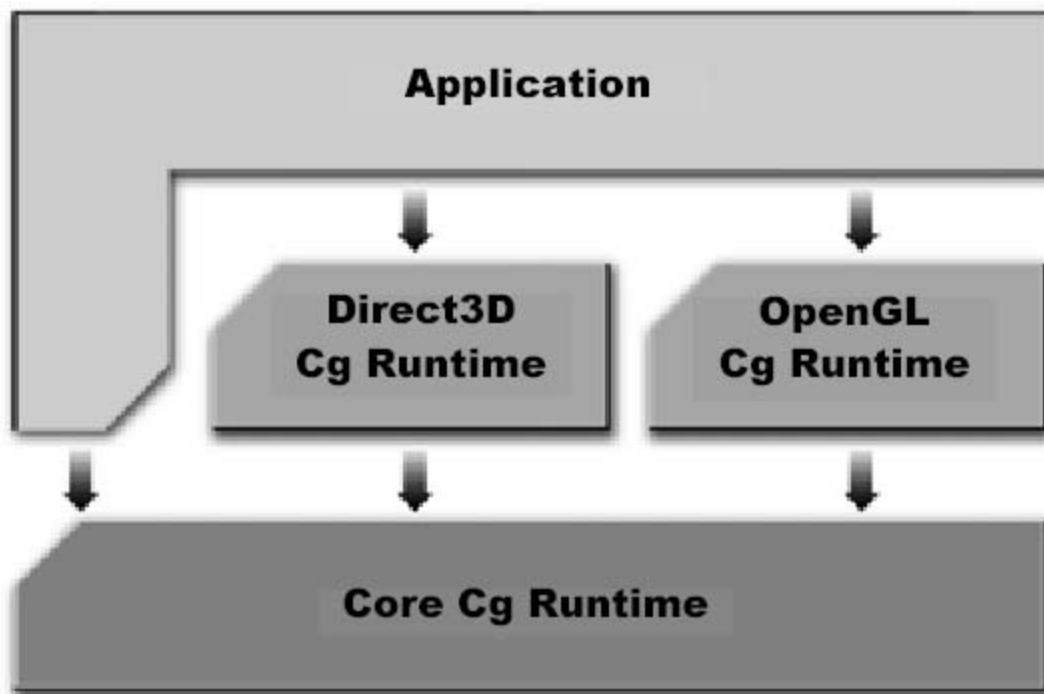 Application
Direct3D
Cg Runtime
OpenGL
Cg Runtime
Core Cg Runtime